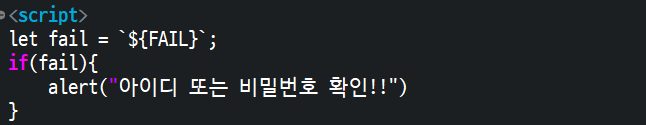 <script>
let fail = `${FAIL}`;
if(fail){
    alert("아이디 또는 비밀번호 확인!!")
}